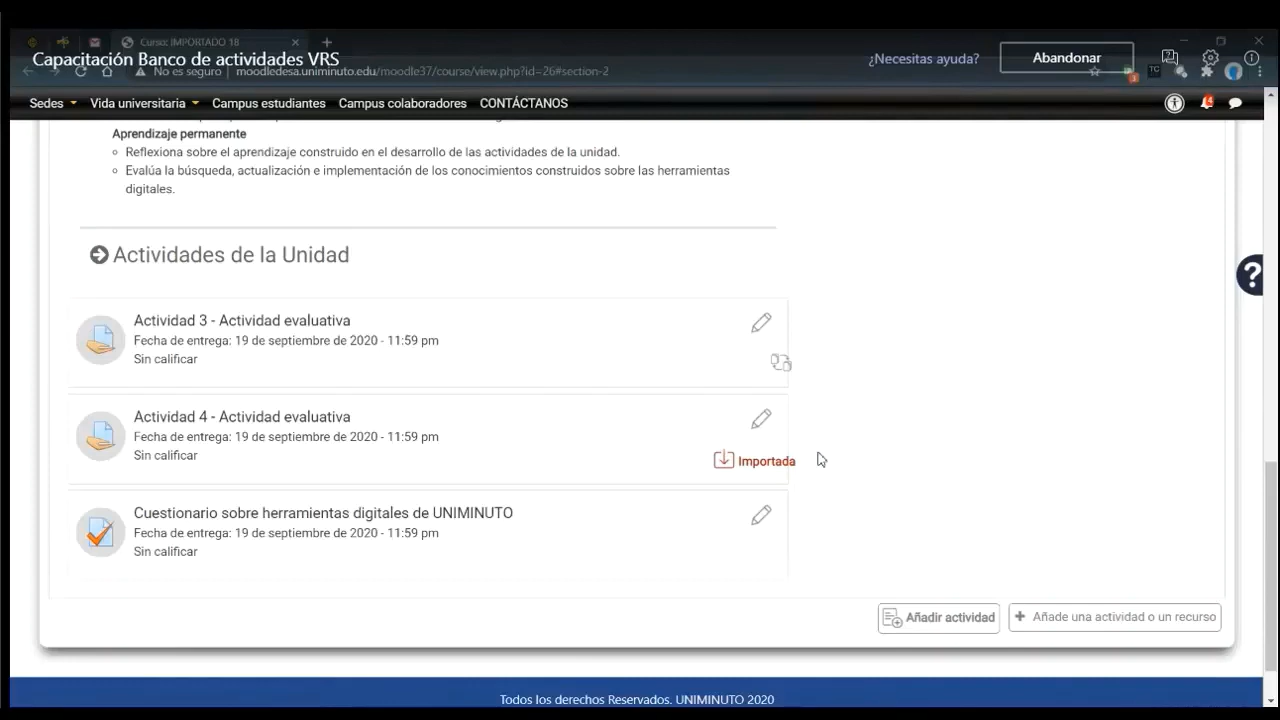 Curso: IMPORTADO 18
Capacitación Banco de actividades VRS
¿Necesitas ayuda?
Abandonar
No es seguro | moodledesa.uniminuto.edu/moodle37/course/view.php?id=26#section-2
TC
3
Sedes Vida universitaria Campus estudiantes Campus colaboradores CONTÁCTANOS
4
Aprendizaje permanente
Reflexiona sobre el aprendizaje construido en el desarrollo de las actividades de la unidad.
Evalúa la búsqueda, actualización e implementación de los conocimientos construidos sobre las herramientas
digitales.
Actividades de la Unidad
Actividad 3 - Actividad evaluativa
Fecha de entrega: 19 de septiembre de 2020 - 11:59 pm
Sin calificar
Actividad 4 - Actividad evaluativa
Fecha de entrega: 19 de septiembre de 2020 - 11:59 pm
Sin calificar
Importada
Cuestionario sobre herramientas digitales de UNIMINUTO
Fecha de entrega: 19 de septiembre de 2020 - 11:59 pm
Sin calificar
Añadir actividad
Añade una actividad o un recurso
Todos los derechos Reservados. UNIMINUTO 2020